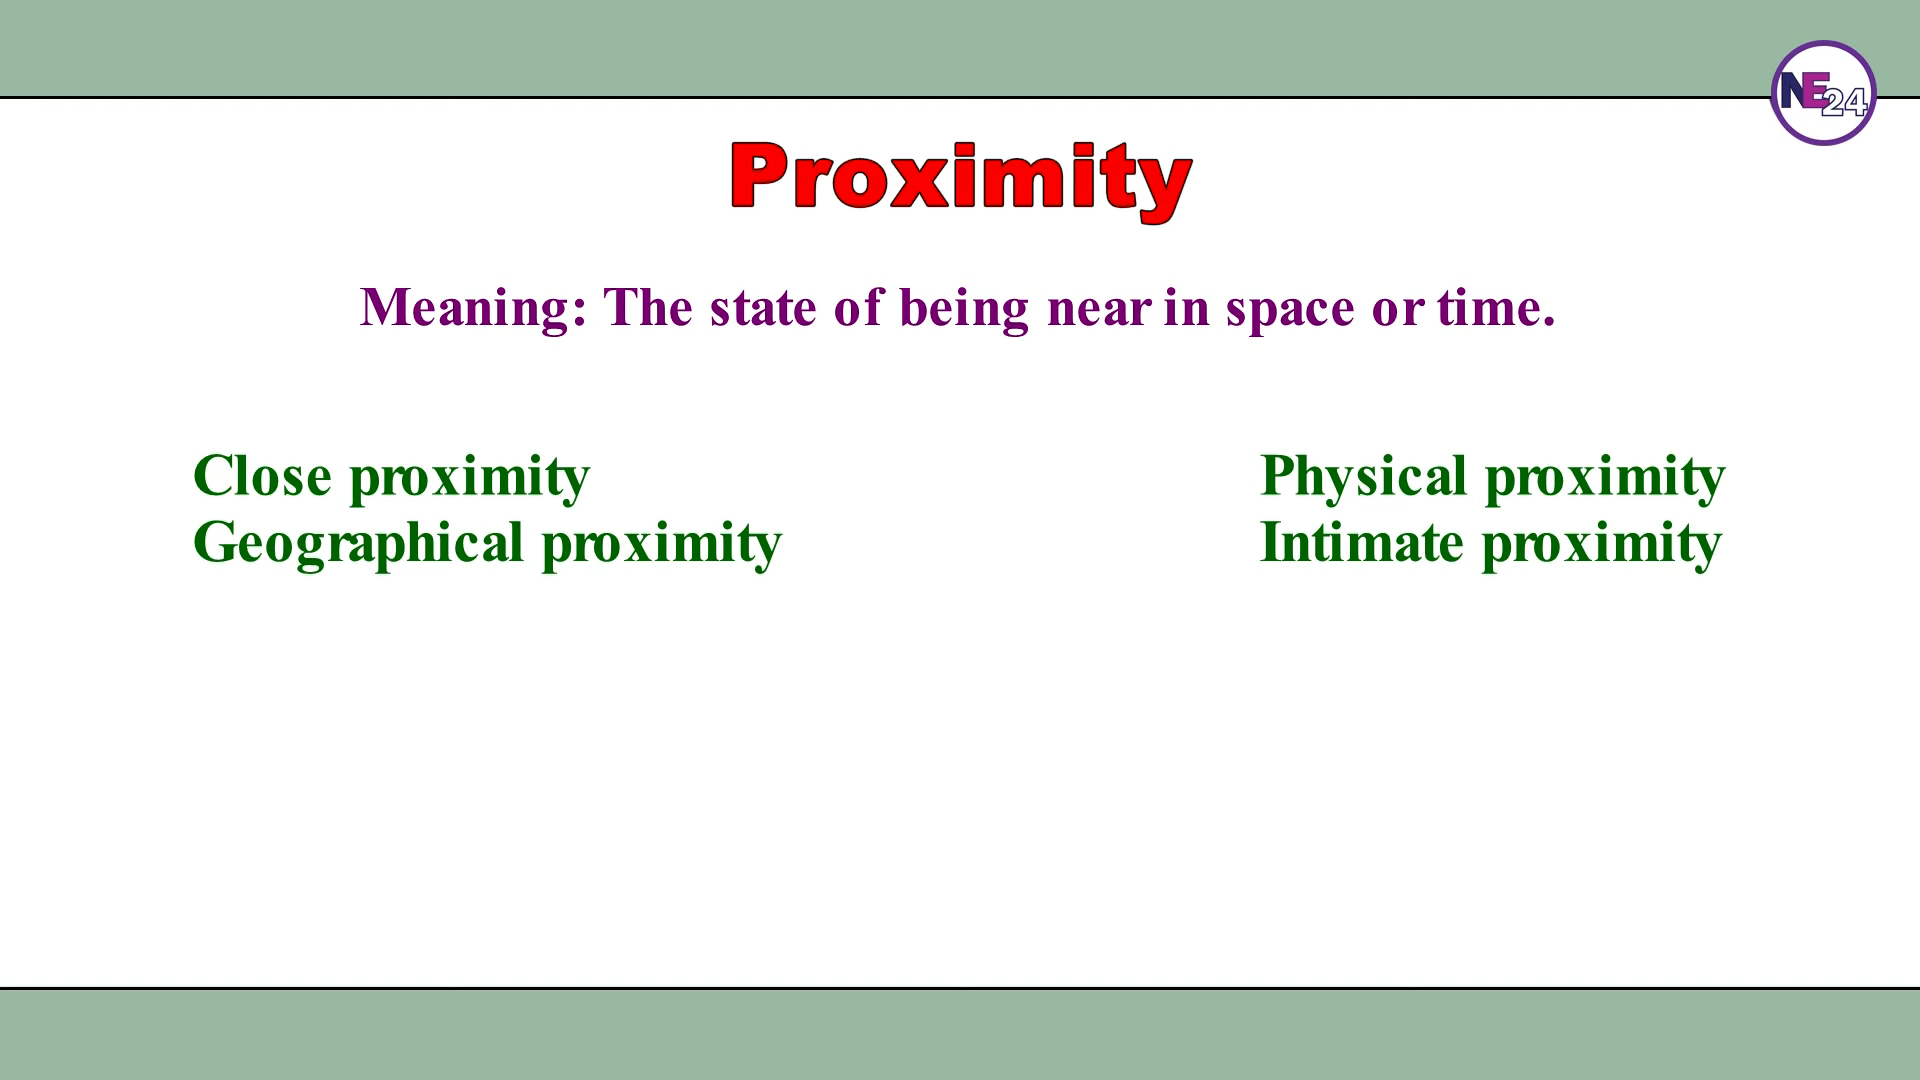 NE24
Proximity
Meaning: The state of being near in space or time.
Close proximity
Geographical proximity
Physical proximity
Intimate proximity